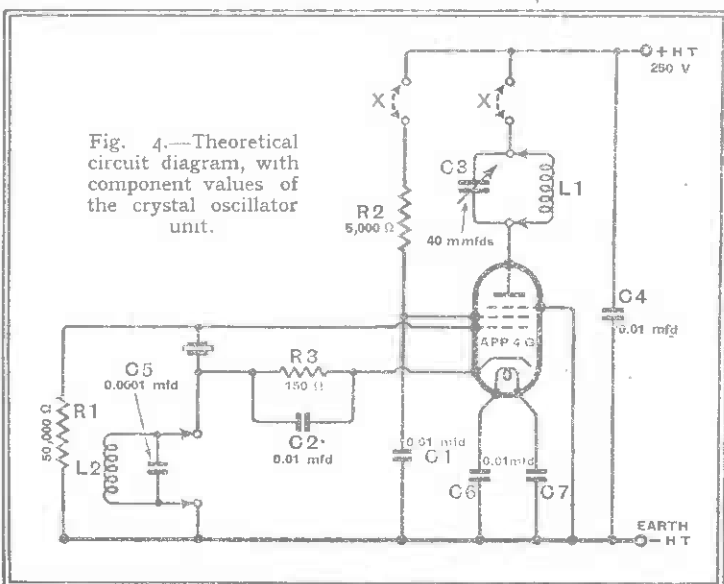 + H T
250 V
X
X
Fig. 4.—Theoretical
circuit diagram, with
component values of
the crystal oscillator
unit.
C3
L1
R2
5,000 Ω
40 mmfds
C4
0.01 mfd
APP 4 G
C5
0.0001 mfd
R3
150 Ω
R1
50,000 Ω
L2
C2
0.01 mfd
0.01 mfd
C1
0.01 mfd
C6
C7
EARTH
– HT